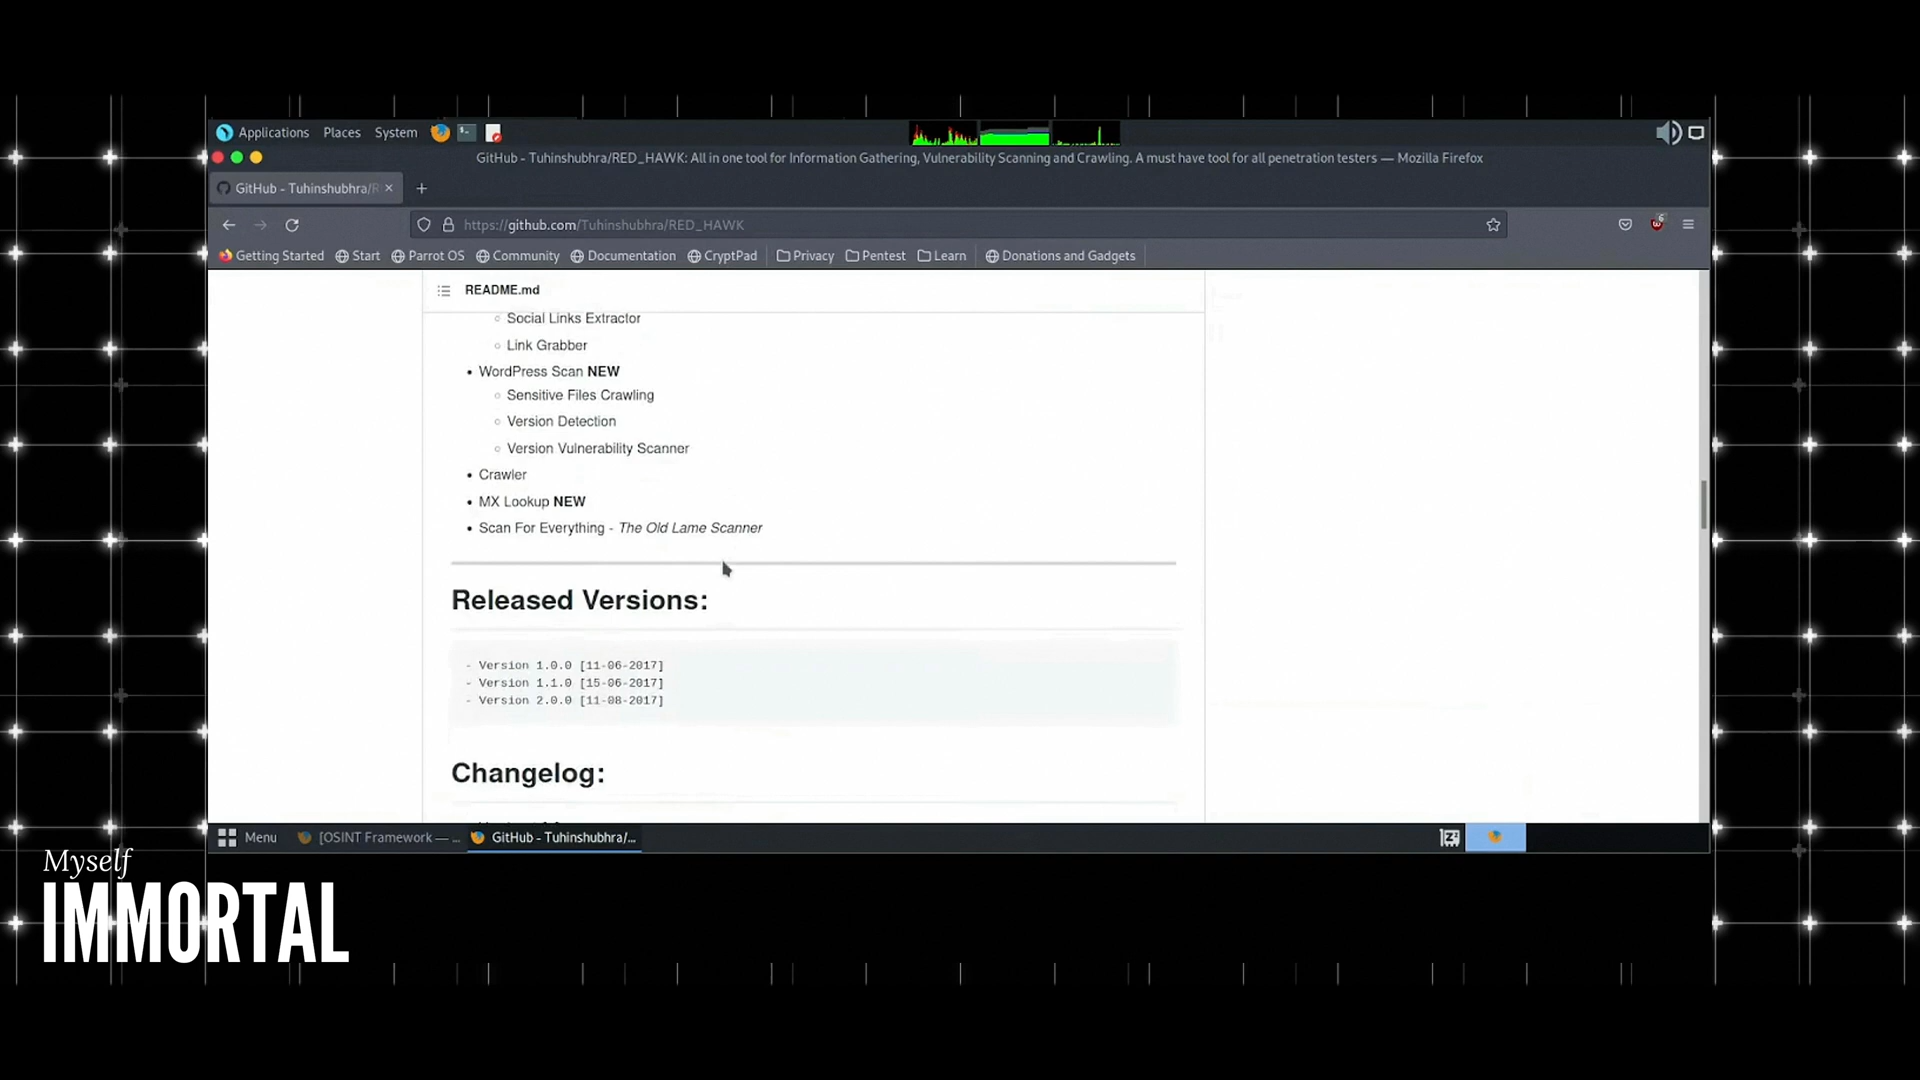 Applications Places System
GitHub - Tuhinshubhra/RED_HAWK: All in one tool for Information Gathering, Vulnerability Scanning and Crawling. A must have tool for all penetration testers — Mozilla Firefox
GitHub - Tuhinshubhra/R
https://github.com/Tuhinshubhra/RED_HAWK
6
Getting Started Start Parrot OS Community Documentation CryptPad Privacy Pentest Learn Donations and Gadgets
README.md
Social Links Extractor
Link Grabber
WordPress Scan NEW
Sensitive Files Crawling
Version Detection
Version Vulnerability Scanner
Crawler
MX Lookup NEW
Scan For Everything - The Old Lame Scanner
Released Versions:
- Version 1.0.0 [11-06-2017]
- Version 1.1.0 [15-06-2017]
- Version 2.0.0 [11-08-2017]
Changelog:
Menu [OSINT Framework — ... GitHub - Tuhinshubhra/...
Myself
IMMORTAL